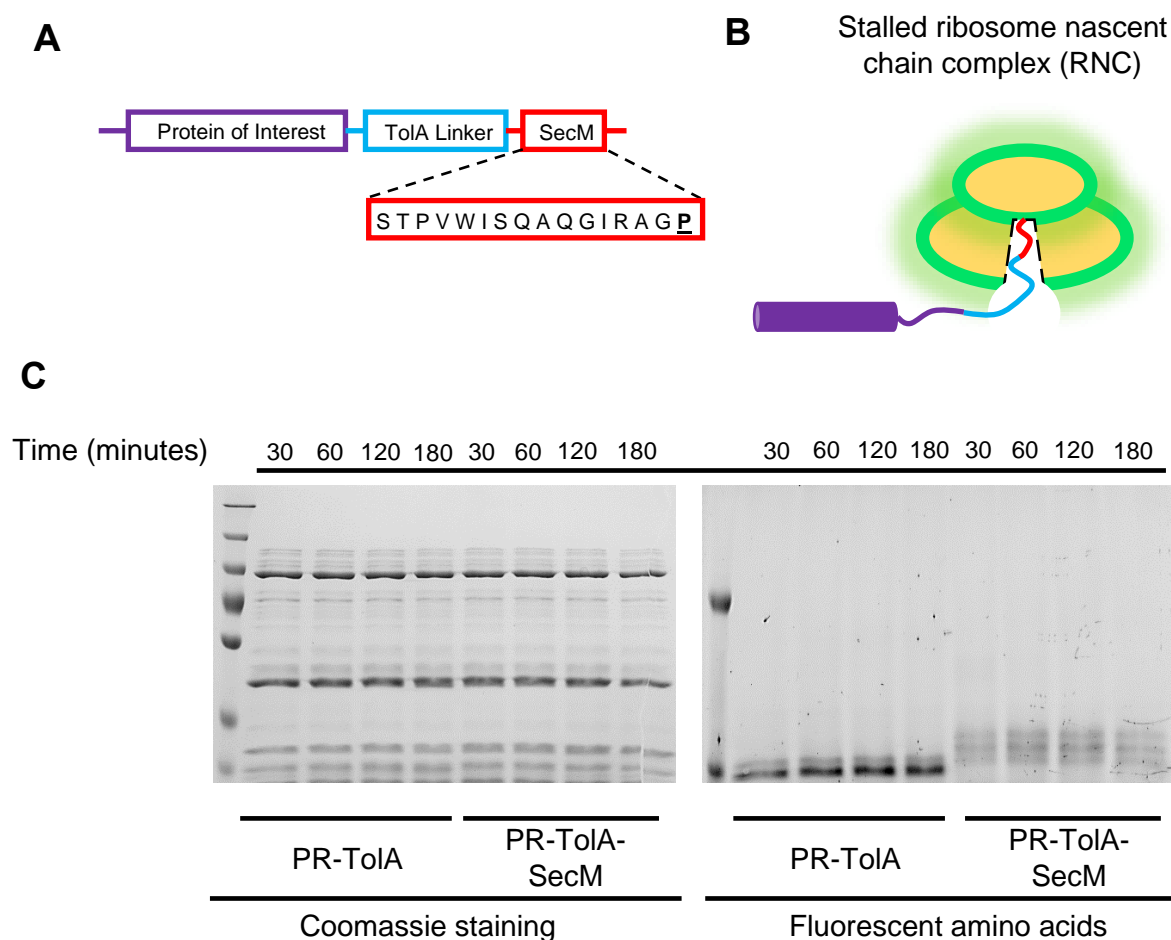 A
Protein of Interest
TolA Linker
SecM
S T P V W I S Q A Q G I R A G P
B
Stalled ribosome nascent
chain complex (RNC)
C
Time (minutes)
30 60 120 180 30 60 120 180
30 60 120 180 30 60 120 180
PR-TolA
PR-TolA-
SecM
Coomassie staining
PR-TolA
PR-TolA-
SecM
Fluorescent amino acids